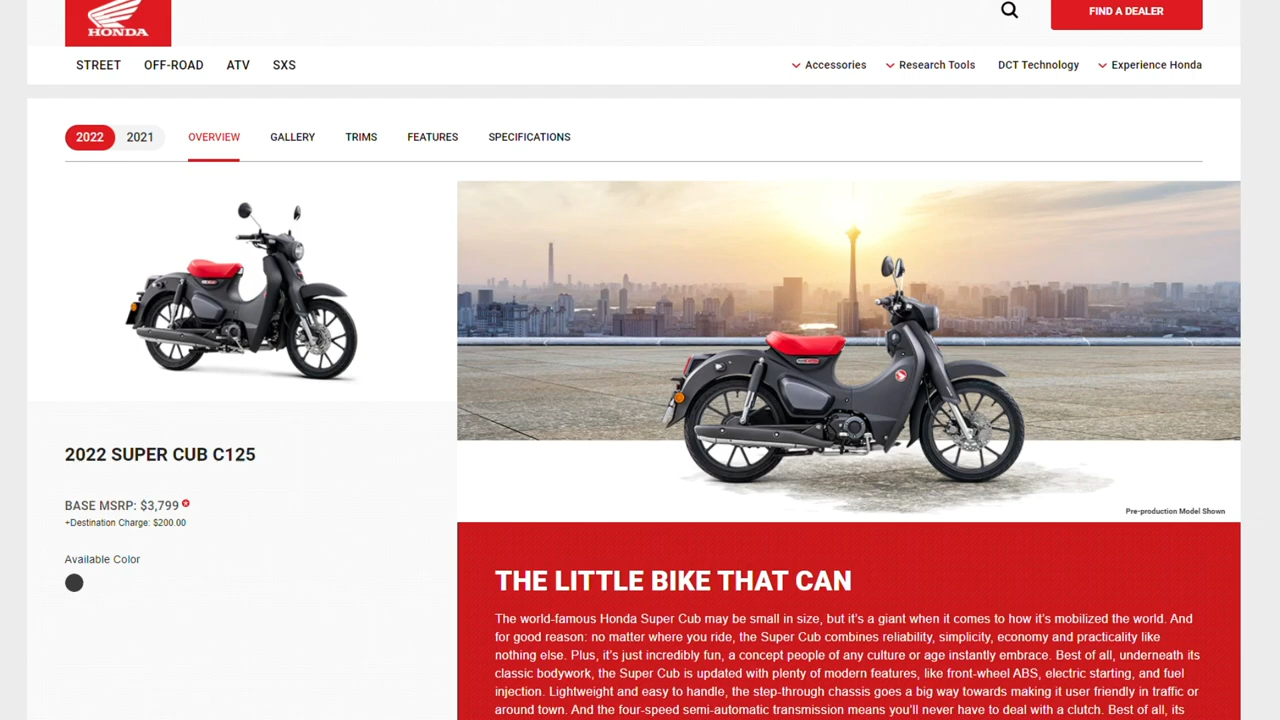 HONDA
FIND A DEALER
STREET OFF-ROAD ATV SXS
Accessories Research Tools DCT Technology Experience Honda
2022 2021 OVERVIEW GALLERY TRIMS FEATURES SPECIFICATIONS
2022 SUPER CUB C125
BASE MSRP: $3,799
+Destination Charge: $200.00
Available Color
Pre-production Model Shown
THE LITTLE BIKE THAT CAN
The world-famous Honda Super Cub may be small in size, but it's a giant when it comes to how it's mobilized the world. And
for good reason: no matter where you ride, the Super Cub combines reliability, simplicity, economy and practicality like
nothing else. Plus, it's just incredibly fun, a concept people of any culture or age instantly embrace. Best of all, underneath its
classic bodywork, the Super Cub is updated with plenty of modern features, like front-wheel ABS, electric starting, and fuel
injection. Lightweight and easy to handle, the step-through chassis goes a big way towards making it user friendly in traffic or
around town. And the four-speed semi-automatic transmission means you'll never have to deal with a clutch. Best of all, its